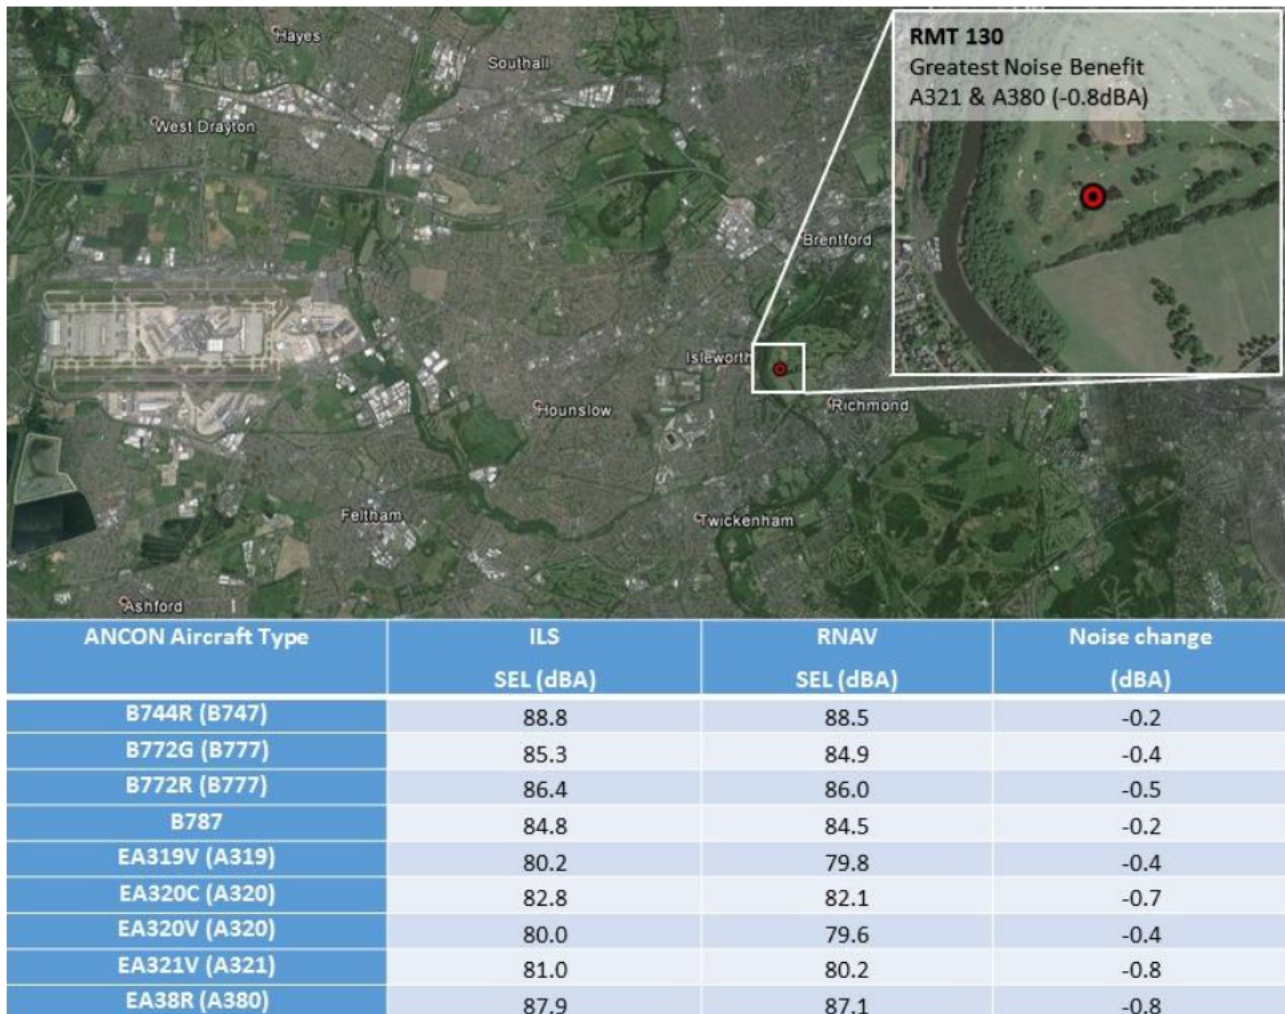 Hayes
Southall
West Drayton
RMT 130
Greatest Noise Benefit
A321 & A380 (-0.8dBA)
Brentford
Isleworth
Hounslow
Richmond
Feltham
Twickenham
Ashford
ANCON Aircraft Type ILS SEL (dBA) RNAV SEL (dBA) Noise change (dBA)
B744R (B747) 88.8 88.5 -0.2
B772G (B777) 85.3 84.9 -0.4
B772R (B777) 86.4 86.0 -0.5
B787 84.8 84.5 -0.2
EA319V (A319) 80.2 79.8 -0.4
EA320C (A320) 82.8 82.1 -0.7
EA320V (A320) 80.0 79.6 -0.4
EA321V (A321) 81.0 80.2 -0.8
EA38R (A380) 87.9 87.1 -0.8